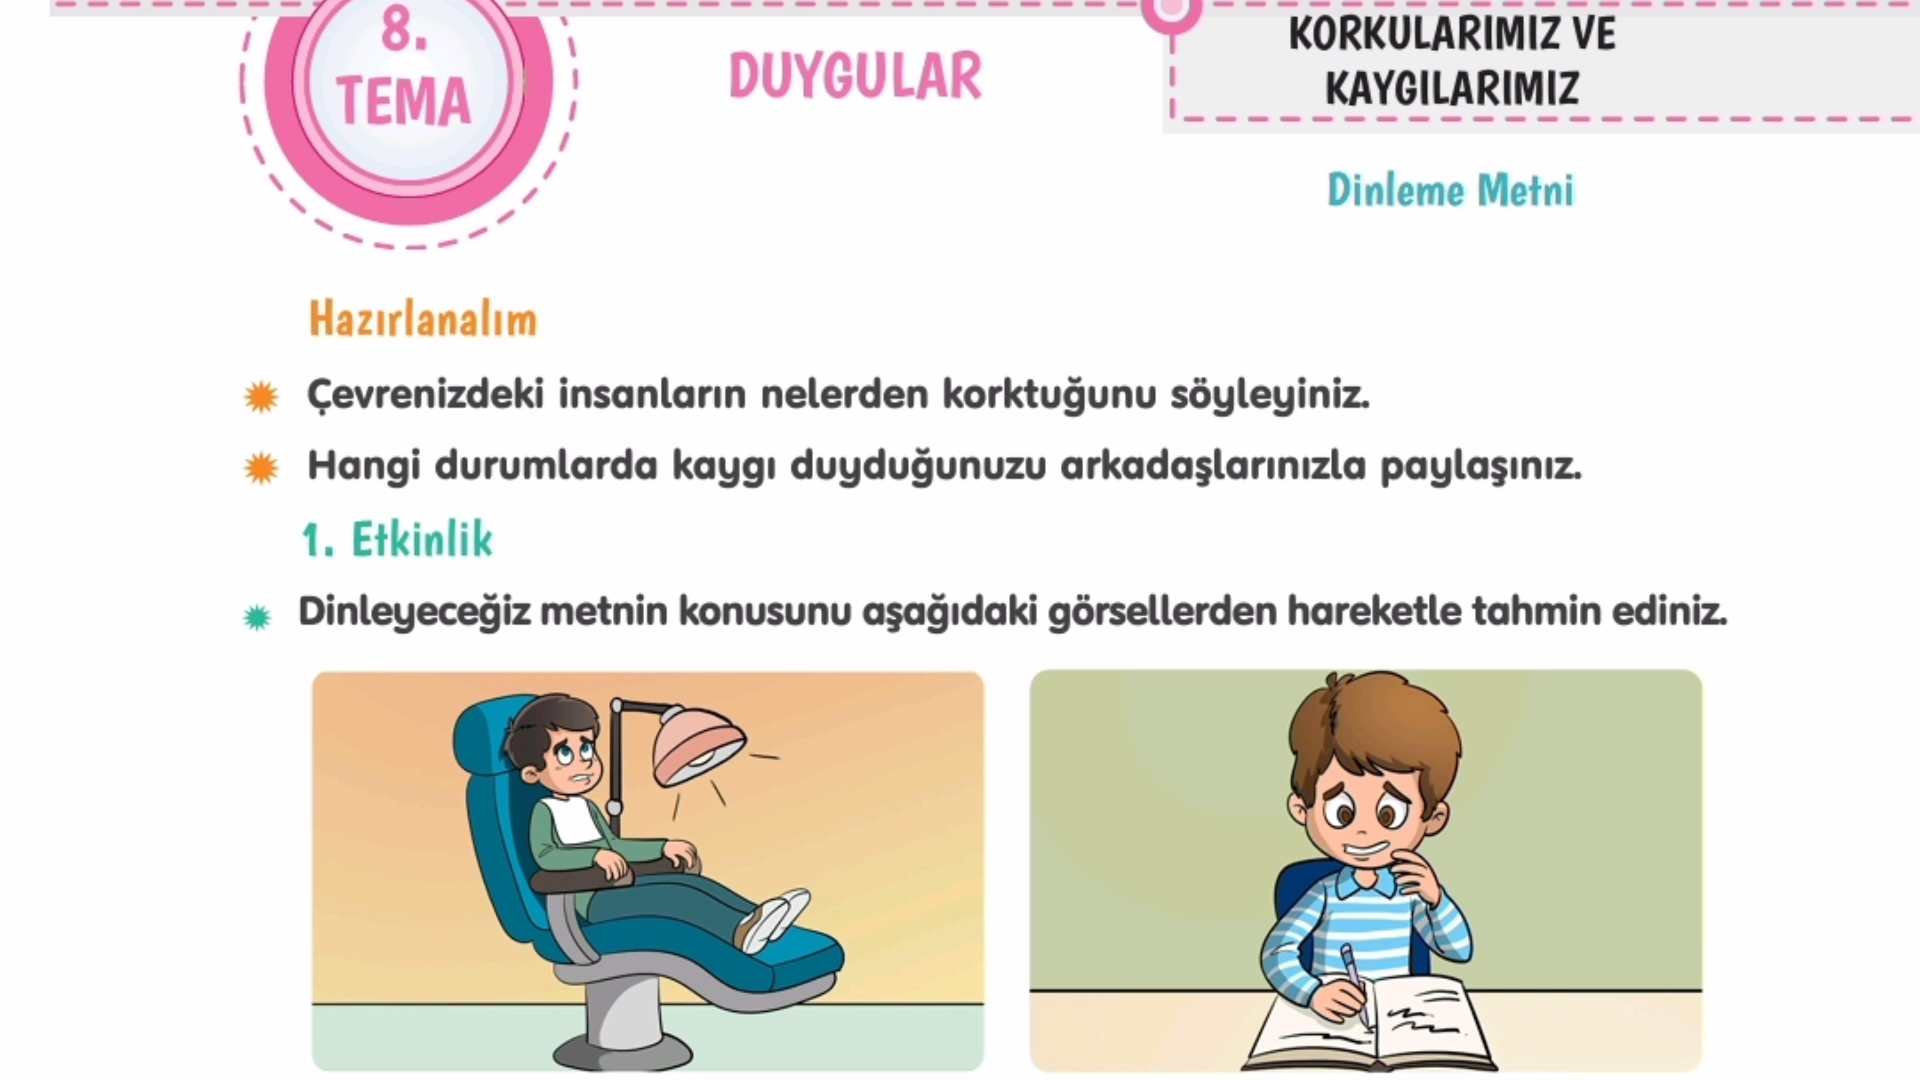 8.
TEMA
DUYGULAR
KORKULARIMIZ VE
KAYGILARIMIZ
Dinleme Metni
Hazırlanalım
Çevrenizdeki insanların nelerden korktuğunu söyleyiniz.
Hangi durumlarda kaygı duyduğunuzu arkadaşlarınızla paylaşınız.
1. Etkinlik
Dinleyeceğiz metnin konusunu aşağıdaki görsellerden hareketle tahmin ediniz.